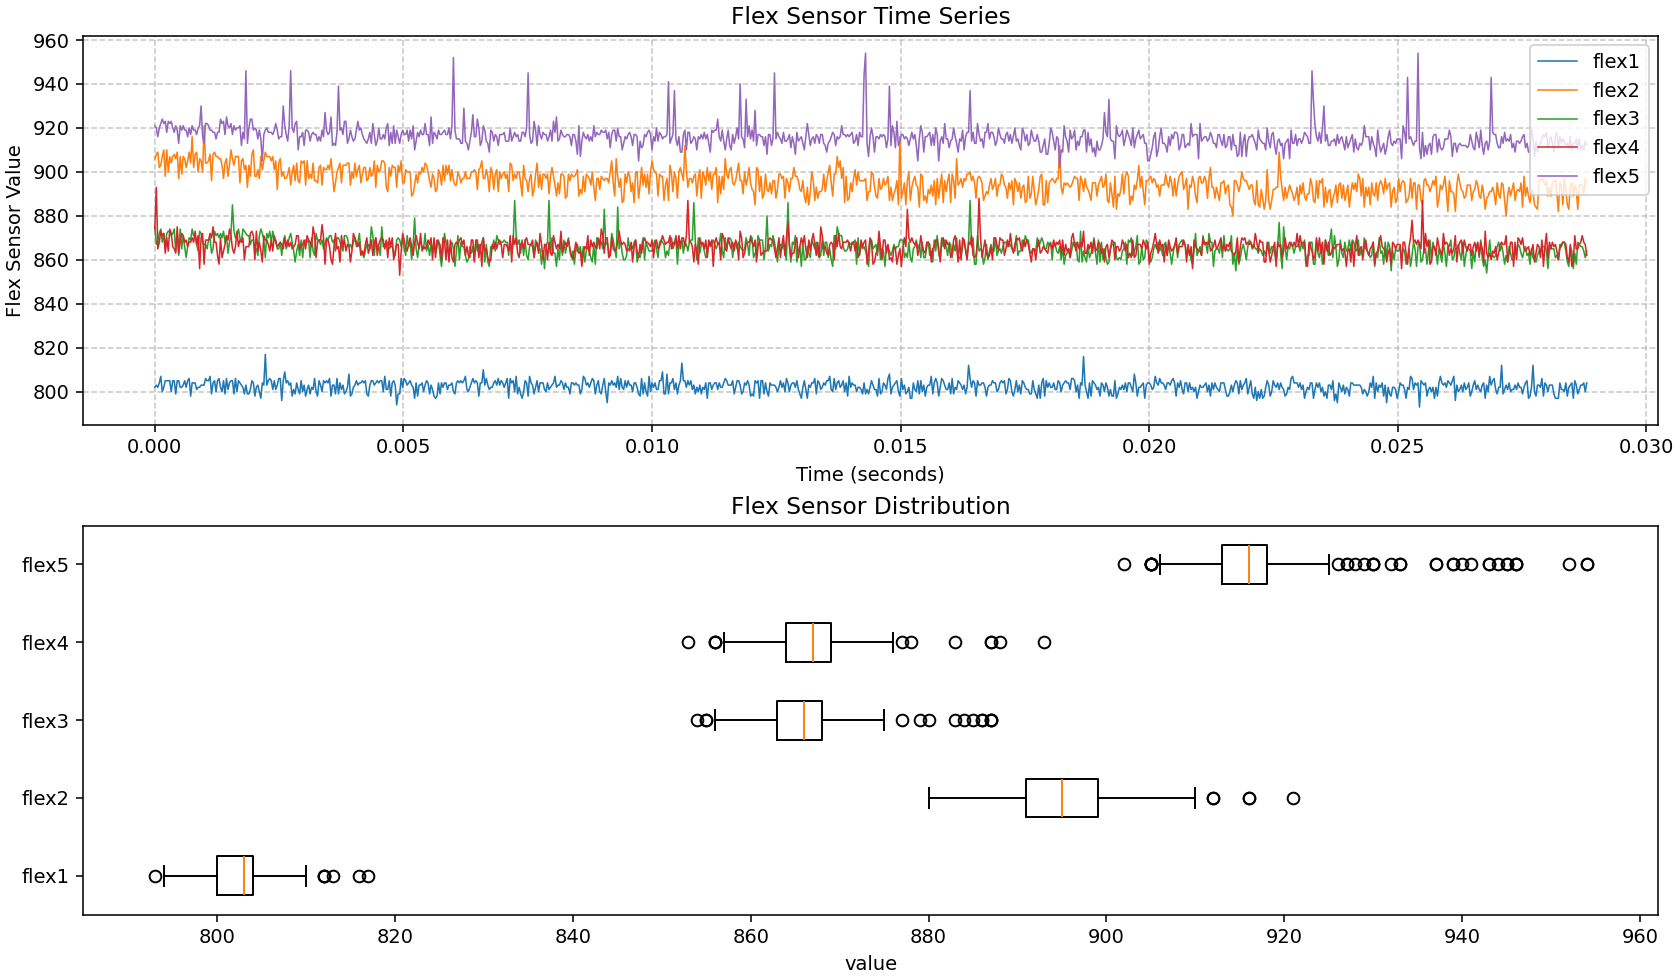 Flex Sensor Time Series
Flex Sensor Value
960
940
920
900
880
860
840
820
800
flex1
flex2
flex3
flex4
flex5
0.000 0.005 0.010 0.015 0.020 0.025 0.030
Time (seconds)
Flex Sensor Distribution
flex5
flex4
flex3
flex2
flex1
800 820 840 860 880 900 920 940 960
value